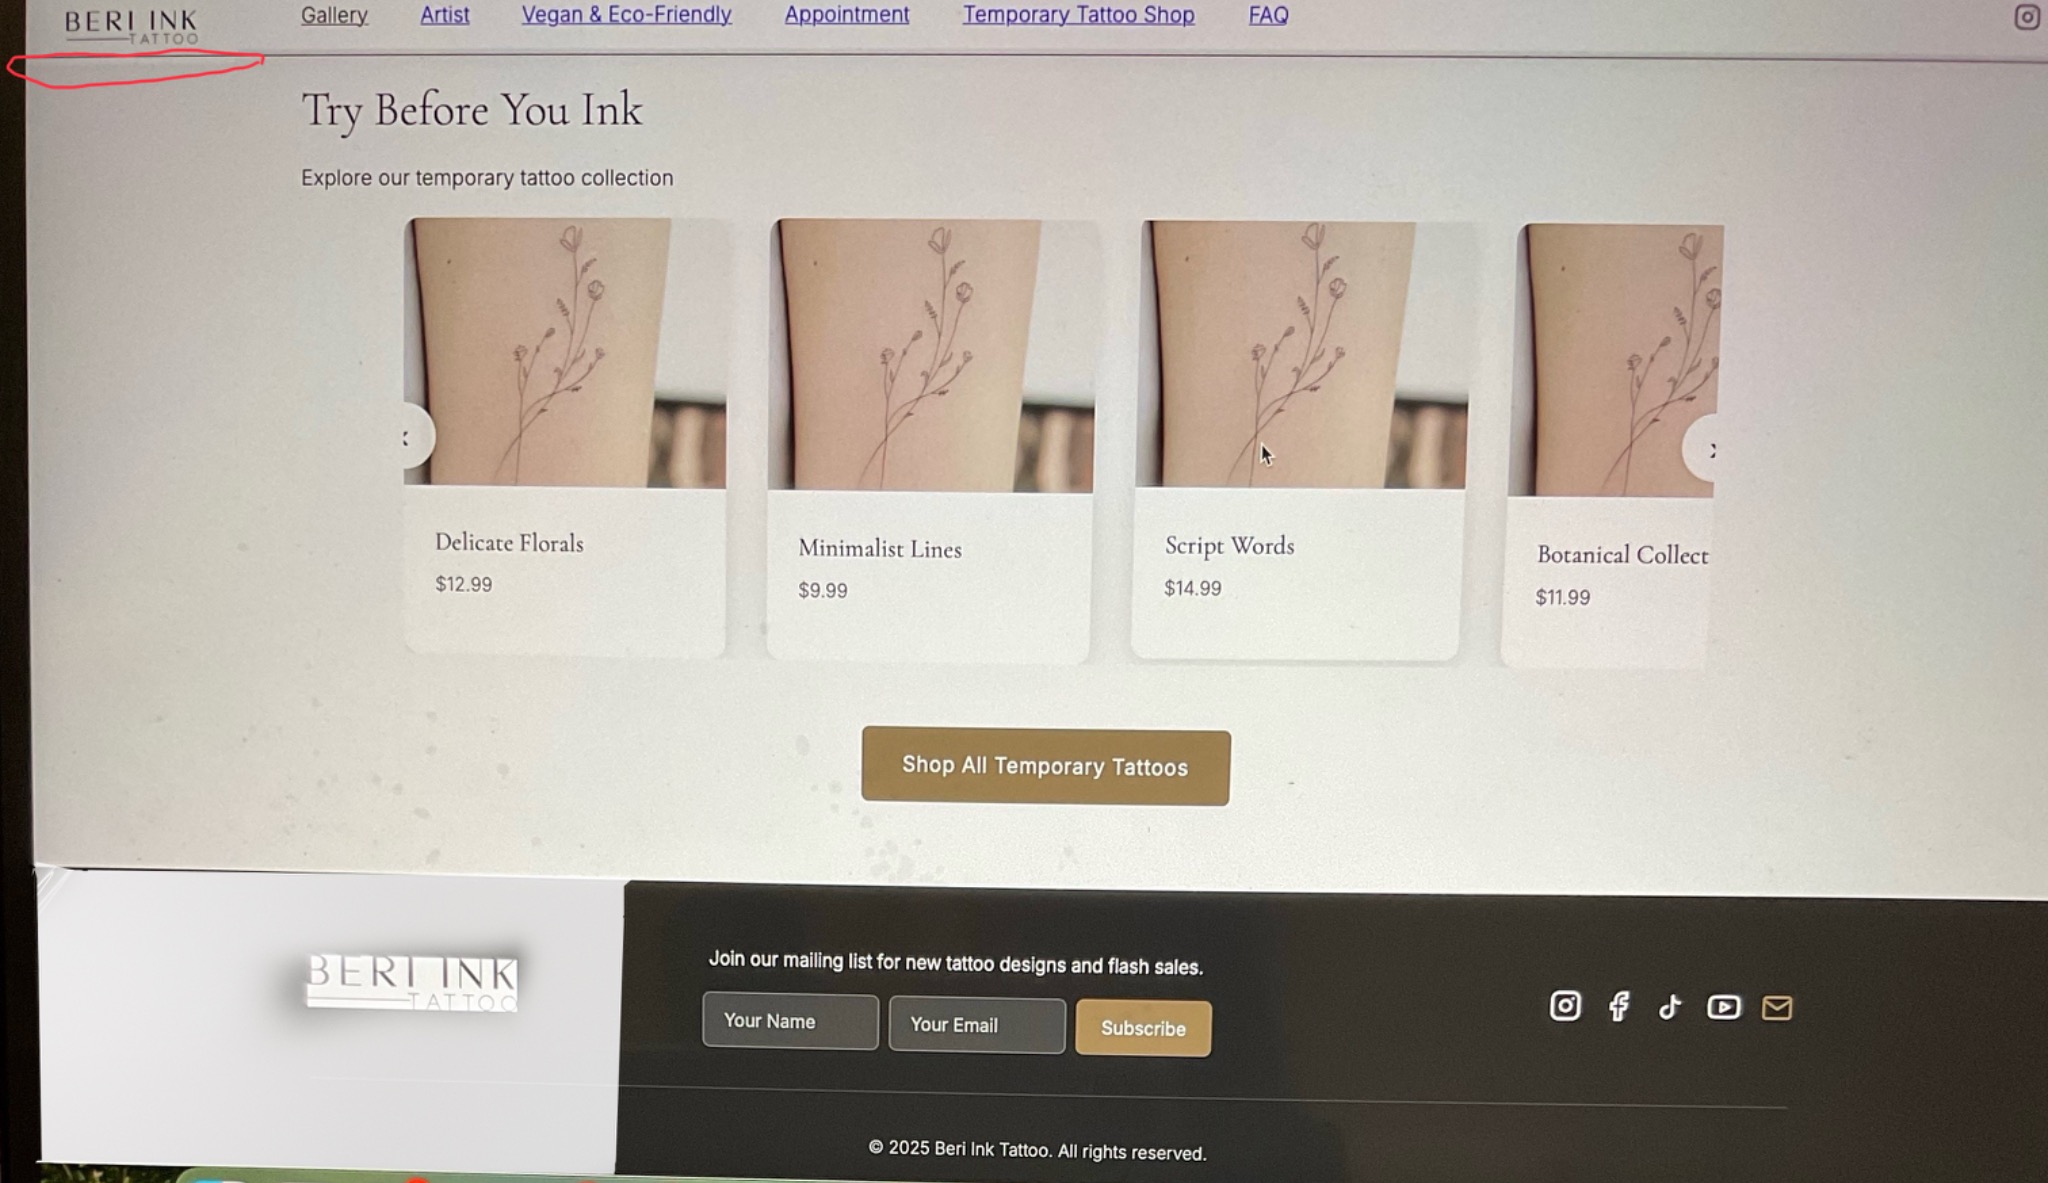 BERI INK
TATTOO
Gallery Artist Vegan & Eco-Friendly Appointment Temporary Tattoo Shop FAQ
Try Before You Ink
Explore our temporary tattoo collection
Delicate Florals
$12.99
Minimalist Lines
$9.99
Script Words
$14.99
Botanical Collect
$11.99
Shop All Temporary Tattoos
BERI INK
TATTOO
Join our mailing list for new tattoo designs and flash sales.
Your Name Your Email Subscribe
© 2025 Beri Ink Tattoo. All rights reserved.